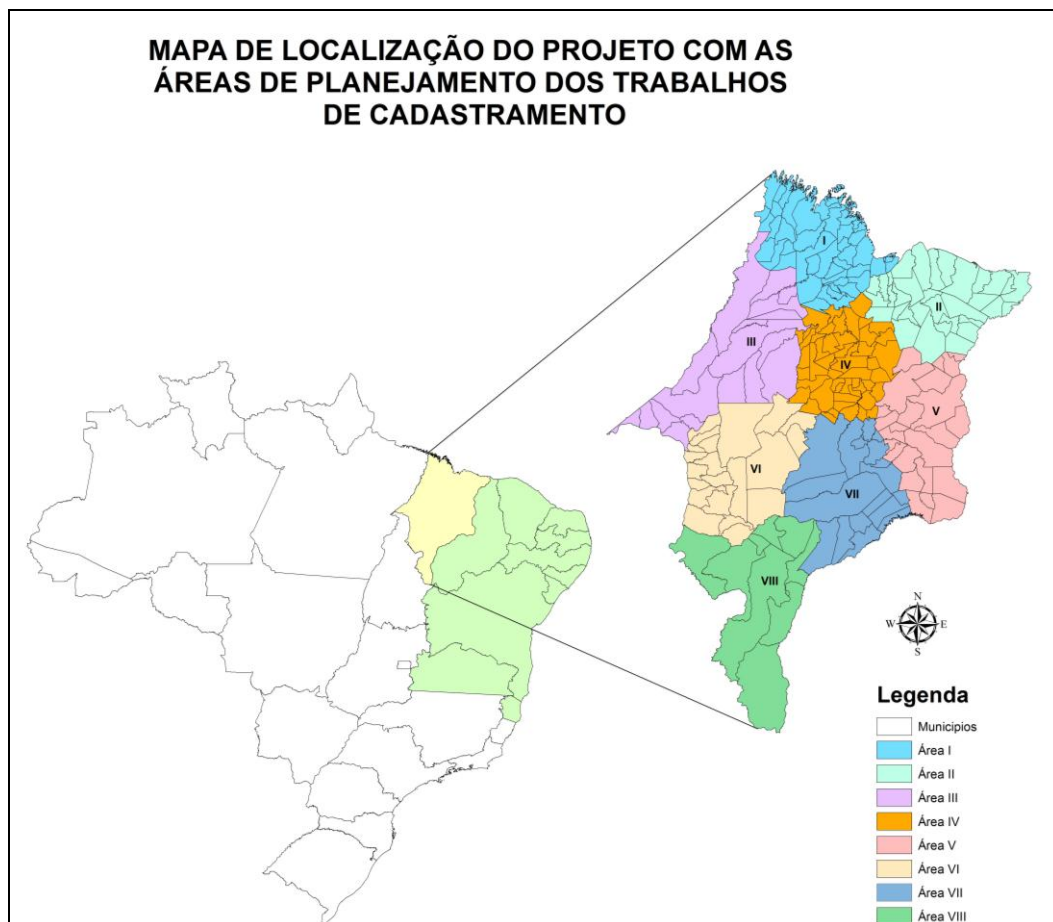 MAPA DE LOCALIZAÇÃO DO PROJETO COM AS
ÁREAS DE PLANEJAMENTO DOS TRABALHOS
DE CADASTRAMENTO
I
II
III
IV
V
VI
VII
VIII
N
W E
S
Legenda
Municipios
Área I
Área II
Área III
Área IV
Área V
Área VI
Área VII
Área VIII